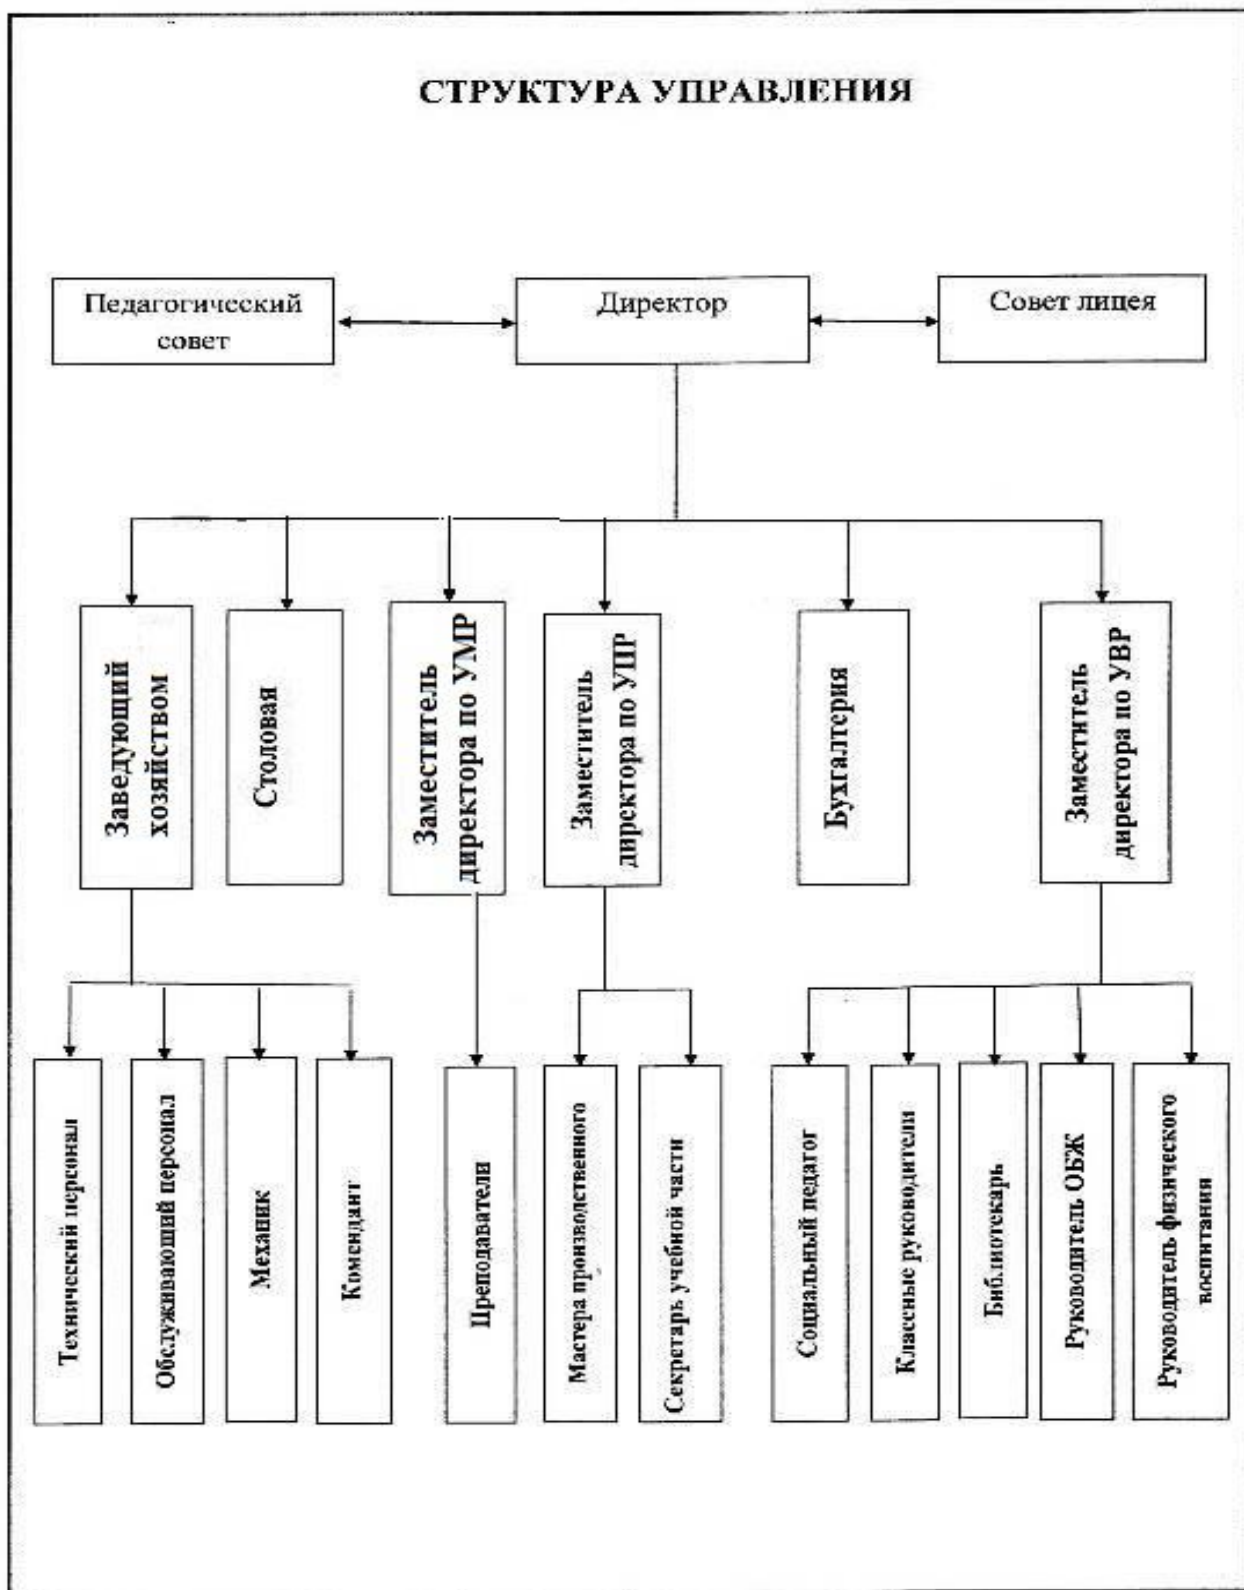 СТРУКТУРА УПРАВЛЕНИЯ
Педагогический
совет
Директор
Совет лицея
Заведующий
хозяйством
Столовая
Заместитель
директора по УМР
Заместитель
директора по УПР
Бухгалтерия
Заместитель
директора по УВР
Технический персонал
Обслуживающий персонал
Механик
Комендант
Преподаватели
Мастера производственного
Секретарь учебной части
Социальный педагог
Классные руководители
Библиотекарь
Руководитель ОБЖ
Руководитель физического
воспитания